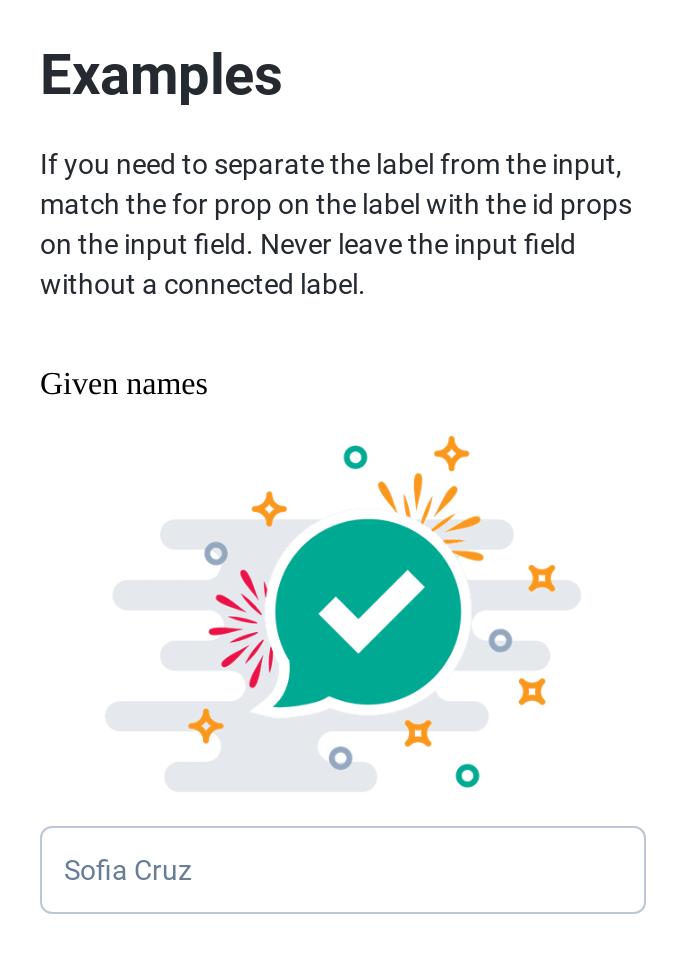 Examples
If you need to separate the label from the input,
match the for prop on the label with the id props
on the input field. Never leave the input field
without a connected label.
Given names
Sofia Cruz